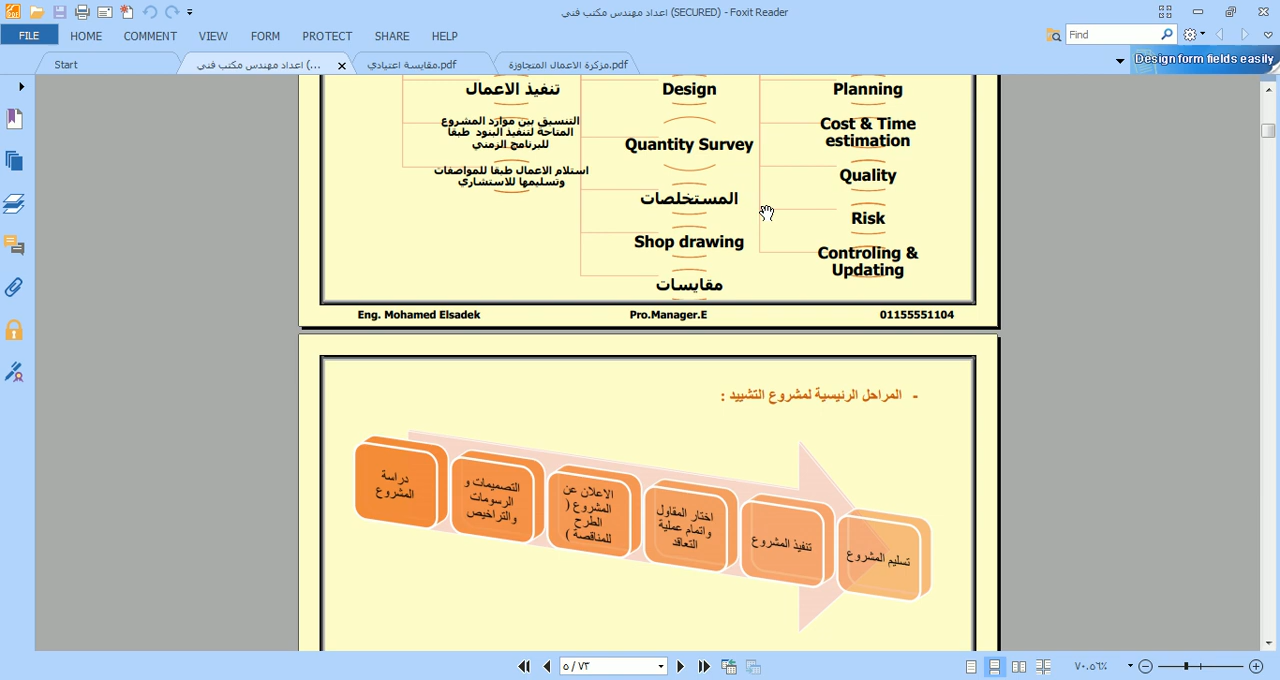 اعداد مهندس مكتب فني (SECURED) - Foxit Reader
FILE
HOME
COMMENT
VIEW
FORM
PROTECT
SHARE
HELP
Find
Start
اعداد مهندس مكتب فني (...
مقايسة اعتيادي.pdf
مزكرة الاعمال المتجاوزة.pdf
Design form fields easily
تنفيذ الاعمال
التنسيق بين موارد المشروع
المتاحة لتنفيذ البنود طبقا
للبرنامج الزمني
استلام الاعمال طبقا للمواصفات
وتسليمها للاستشاري
Design
Quantity Survey
المستخلصات
Shop drawing
مقايسات
Planning
Cost & Time
estimation
Quality
Risk
Controling &
Updating
Eng. Mohamed Elsadek
Pro.Manager.E
01155551104
- المراحل الرئيسية لمشروع التشييد :
دراسة
المشروع
التصميمات و
الرسومات
والتراخيص
الاعلان عن
المشروع (
الطرح
للمناقصة )
اختار المقاول
واتمام عملية
التعاقد
تنفيذ المشروع
تسليم المشروع
٥ / ٧٣
٧٠.٥٦%